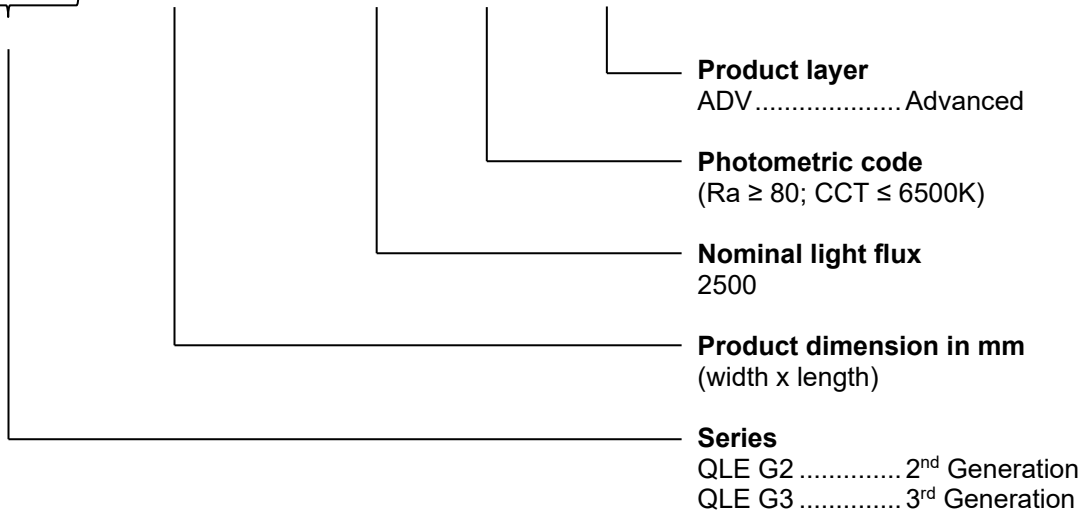 Product layer
ADV.................... Advanced
Photometric code
(Ra ≥ 80; CCT ≤ 6500K)
Nominal light flux
2500
Product dimension in mm
(width x length)
Series
QLE G2 .............. 2nd Generation
QLE G3 .............. 3rd Generation